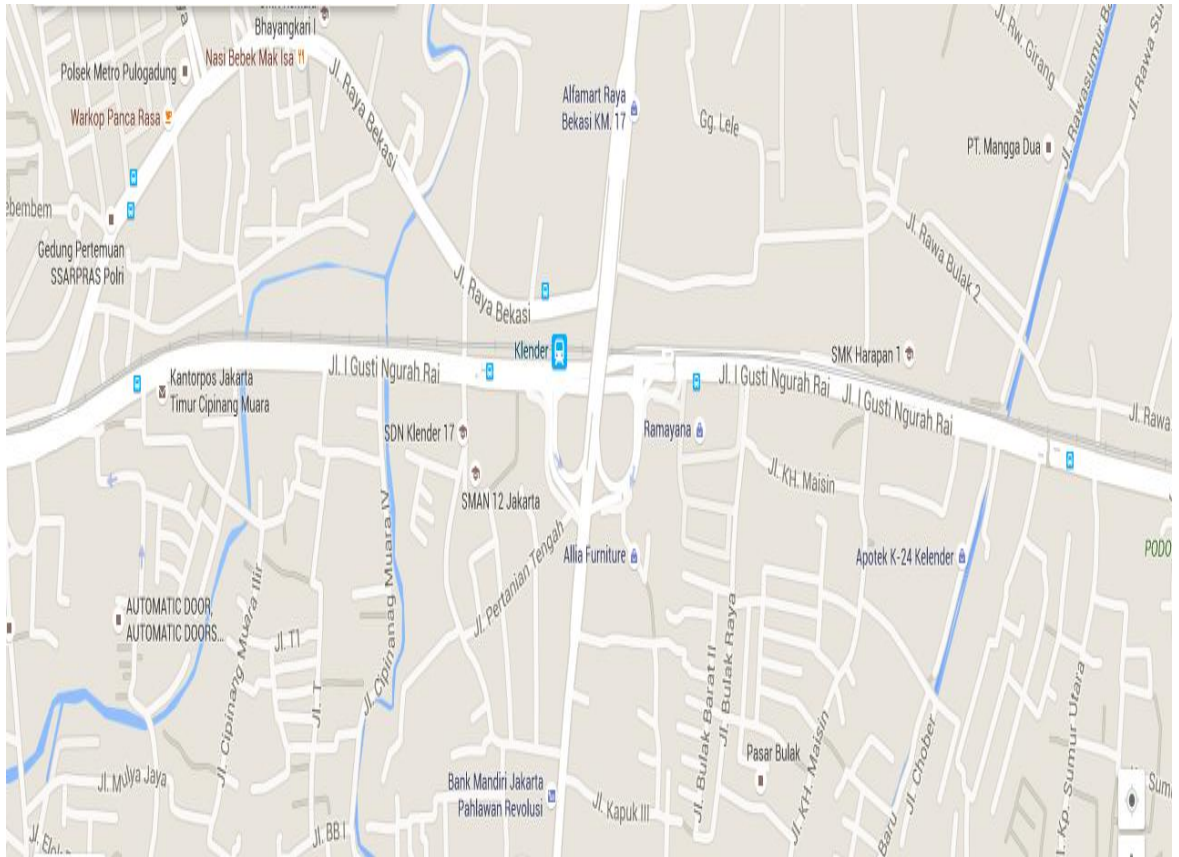 Bhayangkari I
Nasi Bebek Mak Isa
Polsek Metro Pulogadung
Warkop Panca Rasa
Jl. Raya Bekasi
Alfamart Raya
Bekasi KM. 17
Gg. Lele
Jl. Rw. Girang
Jl. Rawasumur
PT. Mangga Dua
Gedung Pertemuan
SSARPRAS Polri
Jl. Raya Bekasi
Jl. Rawa Bulak 2
Klender
Jl. I Gusti Ngurah Rai
Kantorpos Jakarta
Timur Cipinang Muara
SMK Harapan 1
Jl. I Gusti Ngurah Rai
Jl. I Gusti Ngurah Rai
Jl. Rawa
SDN Klender 17
Ramayana
SMAN 12 Jakarta
Jl. KH. Maisin
Jl. Cipinanag Muara IV
Jl. Pertanian Tengah
Allia Furniture
Apotek K-24 Kelender
PODO
AUTOMATIC DOOR,
AUTOMATIC DOORS...
Jl. T1
Jl. T
Jl. Cipinang Muara Ilir
Jl. Bulak Barat II
Jl. Bulak Raya
Pasar Bulak
Jl. KH. Maisin
Jl. Chober
Baru
Jl. Kp. Sumur Utara
Jl. Mulya Jaya
Bank Mandiri Jakarta
Pahlawan Revolusi
Jl. Kapuk III
Jl. BB I